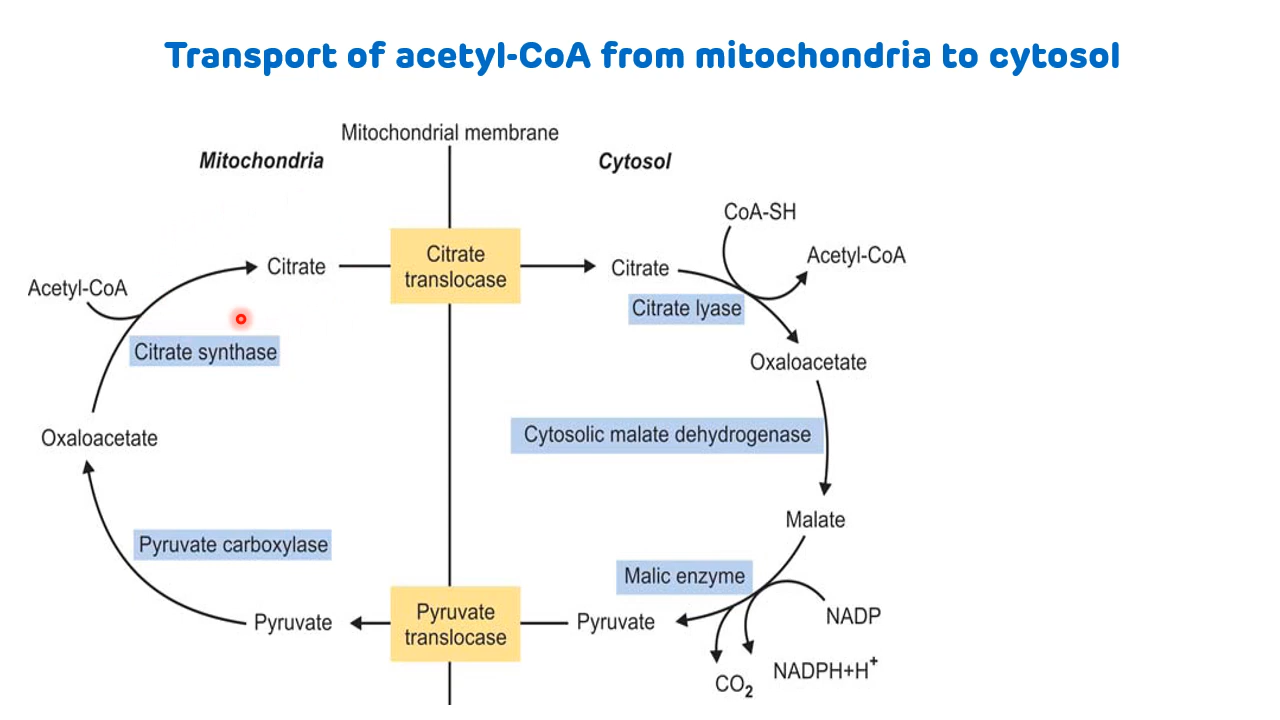 Transport of acetyl-CoA from mitochondria to cytosol
Mitochondrial membrane
Mitochondria
Cytosol
CoA-SH
Acetyl-CoA
Citrate
Citrate
translocase
Citrate
Acetyl-CoA
Citrate lyase
Citrate synthase
Oxaloacetate
Oxaloacetate
Cytosolic malate dehydrogenase
Malate
Pyruvate carboxylase
Malic enzyme
Pyruvate
Pyruvate
translocase
Pyruvate
NADP
NADPH+H⁺
CO₂